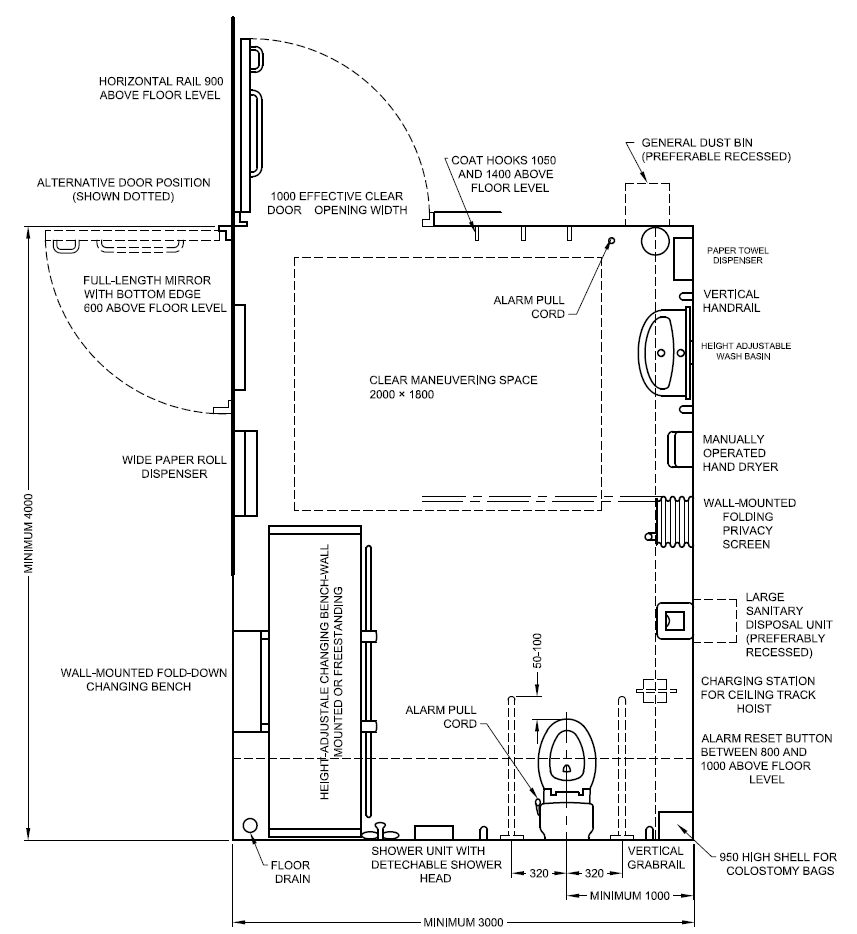 HORIZONTAL RAIL 900
ABOVE FLOOR LEVEL
COAT HOOKS 1050
AND 1400 ABOVE
FLOOR LEVEL
GENERAL DUST BIN
(PREFERABLE RECESSED)
ALTERNATIVE DOOR POSITION
(SHOWN DOTTED)
1000 EFFECTIVE CLEAR
DOOR OPENING WIDTH
PAPER TOWEL
DISPENSER
FULL-LENGTH MIRROR
WITH BOTTOM EDGE
600 ABOVE FLOOR LEVEL
ALARM PULL
CORD
VERTICAL
HANDRAIL
HEIGHT ADJUSTABLE
WASH BASIN
CLEAR MANEUVERING SPACE
2000 × 1800
WIDE PAPER ROLL
DISPENSER
MANUALLY
OPERATED
HAND DRYER
WALL-MOUNTED
FOLDING
PRIVACY
SCREEN
MINIMUM 4000
HEIGHT-ADJUSTALE CHANGING BENCH-WALL
MOUNTED OR FREESTANDING
LARGE
SANITARY
DISPOSAL UNIT
(PREFERABLY
RECESSED)
50-100
WALL-MOUNTED FOLD-DOWN
CHANGING BENCH
CHARGING STATION
FOR CEILING TRACK
HOIST
ALARM PULL
CORD
ALARM RESET BUTTON
BETWEEN 800 AND
1000 ABOVE FLOOR
LEVEL
FLOOR
DRAIN
SHOWER UNIT WITH
DETECHABLE SHOWER
HEAD
320
320
VERTICAL
GRABRAIL
950 HIGH SHELL FOR
COLOSTOMY BAGS
MINIMUM 1000
MINIMUM 3000